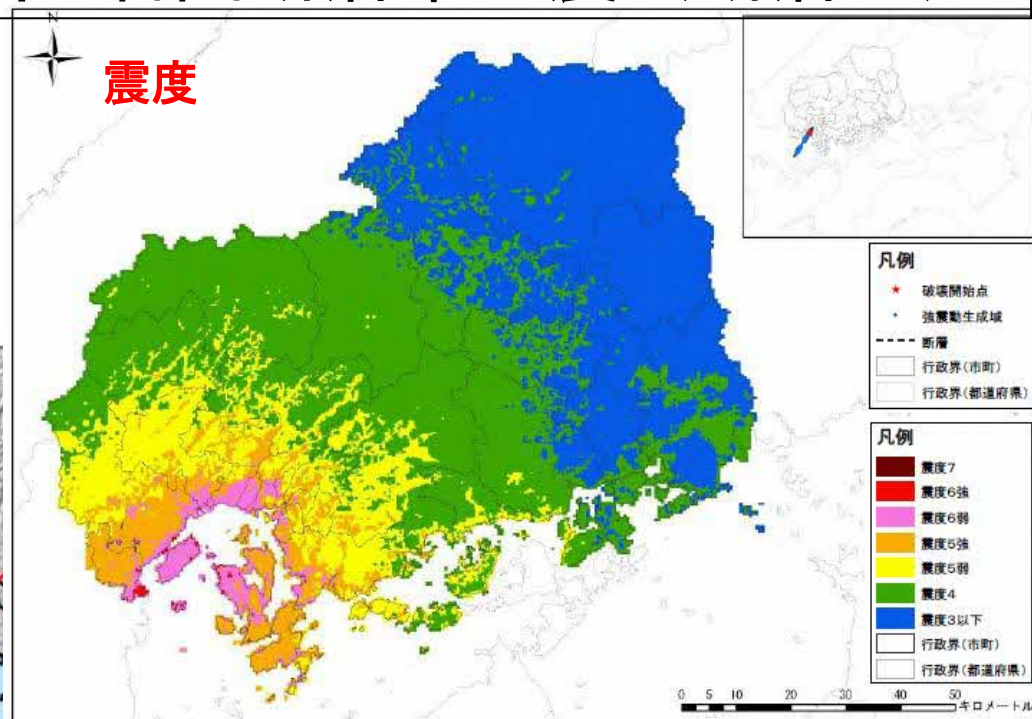 N
震度
凡例
破壊開始点
強震動生成域
断層
行政界(市町)
行政界(都道府県)
凡例
震度7
震度6強
震度6弱
震度5強
震度5弱
震度4
震度3以下
行政界(市町)
行政界(都道府県)
0 5 10 20 30 40 50
キロメートル